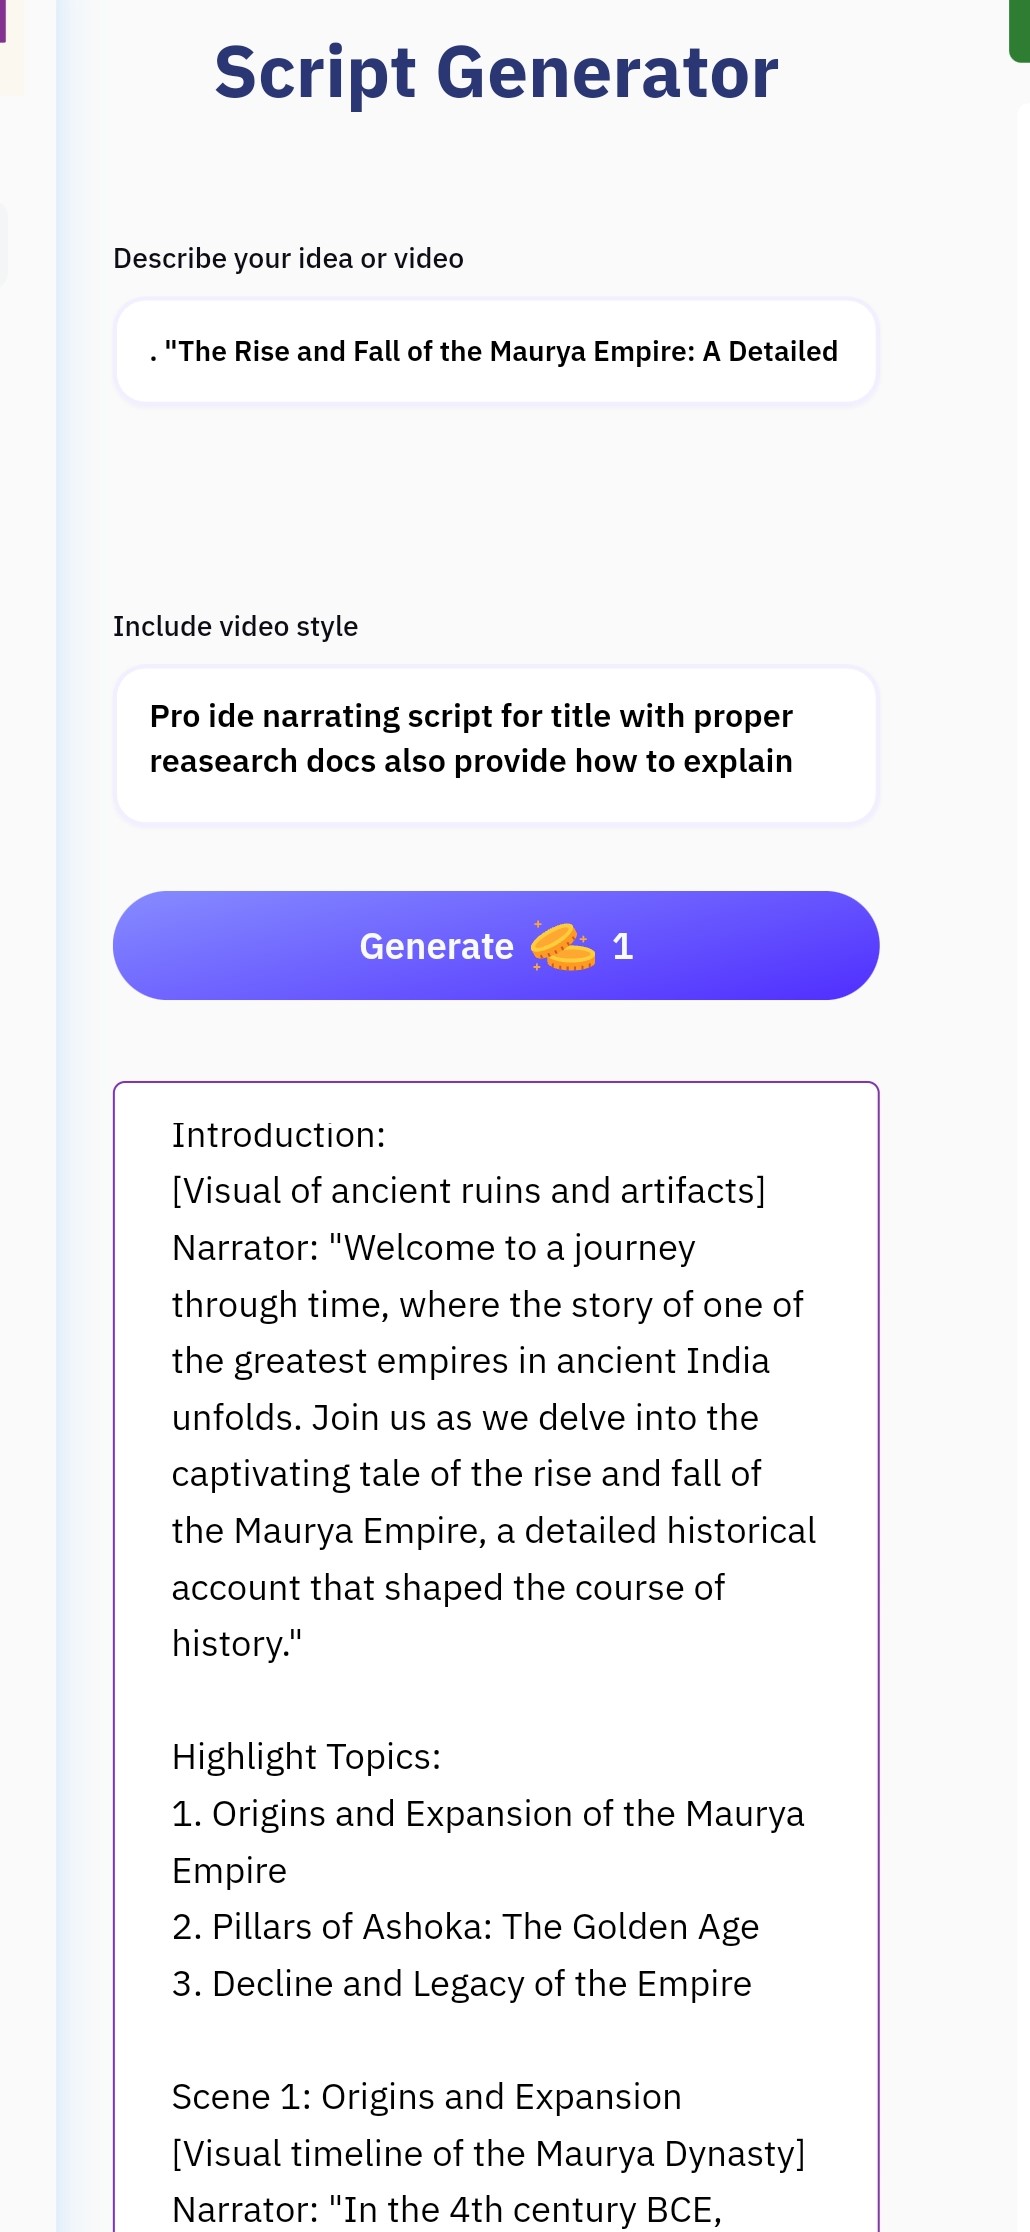 Script Generator
Describe your idea or video
. "The Rise and Fall of the Maurya Empire: A Detailed
Include video style
Pro ide narrating script for title with proper
reasearch docs also provide how to explain
Generate 1
Introduction:
[Visual of ancient ruins and artifacts]
Narrator: "Welcome to a journey
through time, where the story of one of
the greatest empires in ancient India
unfolds. Join us as we delve into the
captivating tale of the rise and fall of
the Maurya Empire, a detailed historical
account that shaped the course of
history."
Highlight Topics:
1. Origins and Expansion of the Maurya
Empire
2. Pillars of Ashoka: The Golden Age
3. Decline and Legacy of the Empire
Scene 1: Origins and Expansion
[Visual timeline of the Maurya Dynasty]
Narrator: "In the 4th century BCE,